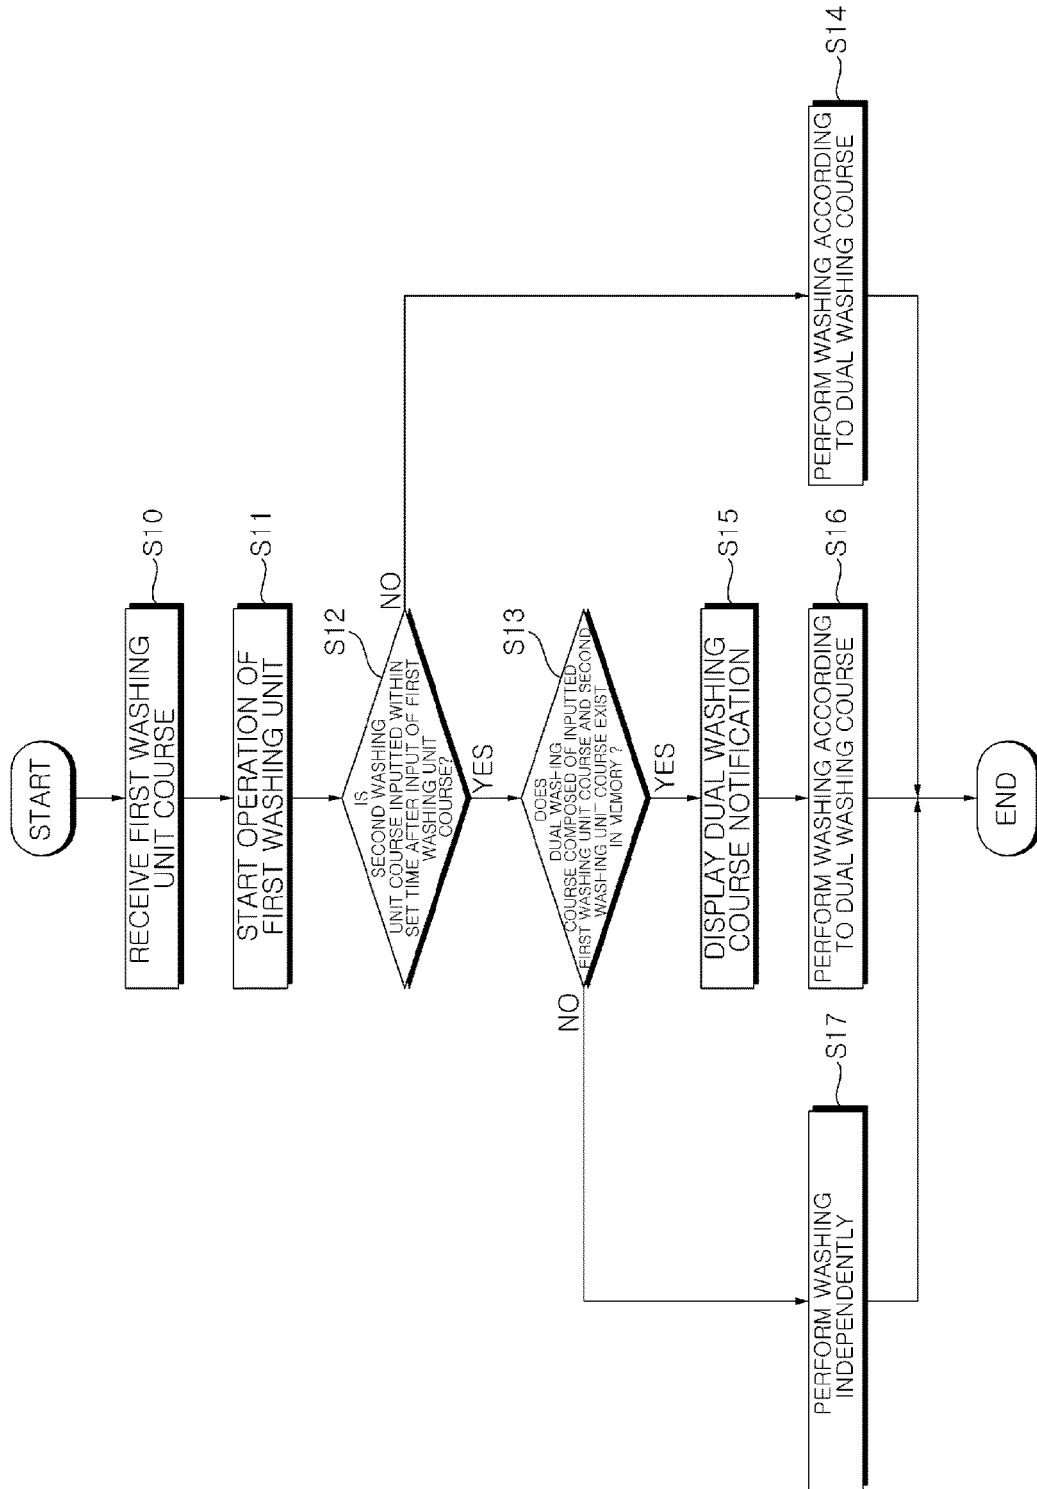 START
RECEIVE FIRST WASHING
UNIT COURSE
S10
START OPERATION OF
FIRST WASHING UNIT
S11
S12
IS
SECOND WASHING
UNIT COURSE INPUTTED WITHIN
SET TIME AFTER INPUT OF FIRST
WASHING UNIT
COURSE?
NO
YES
S13
DOES
DUAL WASHING
COURSE COMPOSED OF INPUTTED
FIRST WASHING UNIT COURSE AND SECOND
WASHING UNIT COURSE EXIST
IN MEMORY ?
NO
YES
DISPLAY DUAL WASHING
COURSE NOTIFICATION
S15
PERFORM WASHING
INDEPENDENTLY
S17
PERFORM WASHING ACCORDING
TO DUAL WASHING COURSE
S16
PERFORM WASHING ACCORDING
TO DUAL WASHING COURSE
S14
END